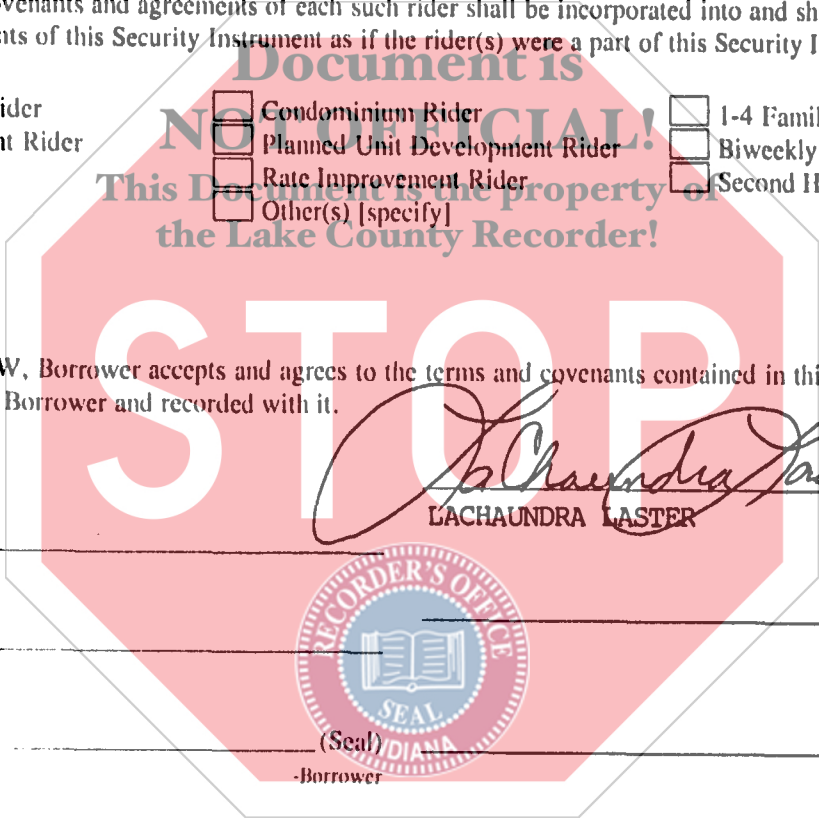 venants and agreements of each such rider shall be incorporated into and sh
nts of this Security Instrument as if the rider(s) were a part of this Security I
Document is
NOT OFFICIAL!
This Document is the property of
the Lake County Recorder!
ider Condominium Rider 1-4 Famil
nt Rider Planned Unit Development Rider Biweekly
Rate Improvement Rider Second H
Other(s) [specify]
STOP
W, Borrower accepts and agrees to the terms and covenants contained in thi
Borrower and recorded with it.
LaChaundra Las
LACHAUNDRA LASTER
RECORDER'S OFFICE
SEAL
INDIANA
(Seal)
-Borrower